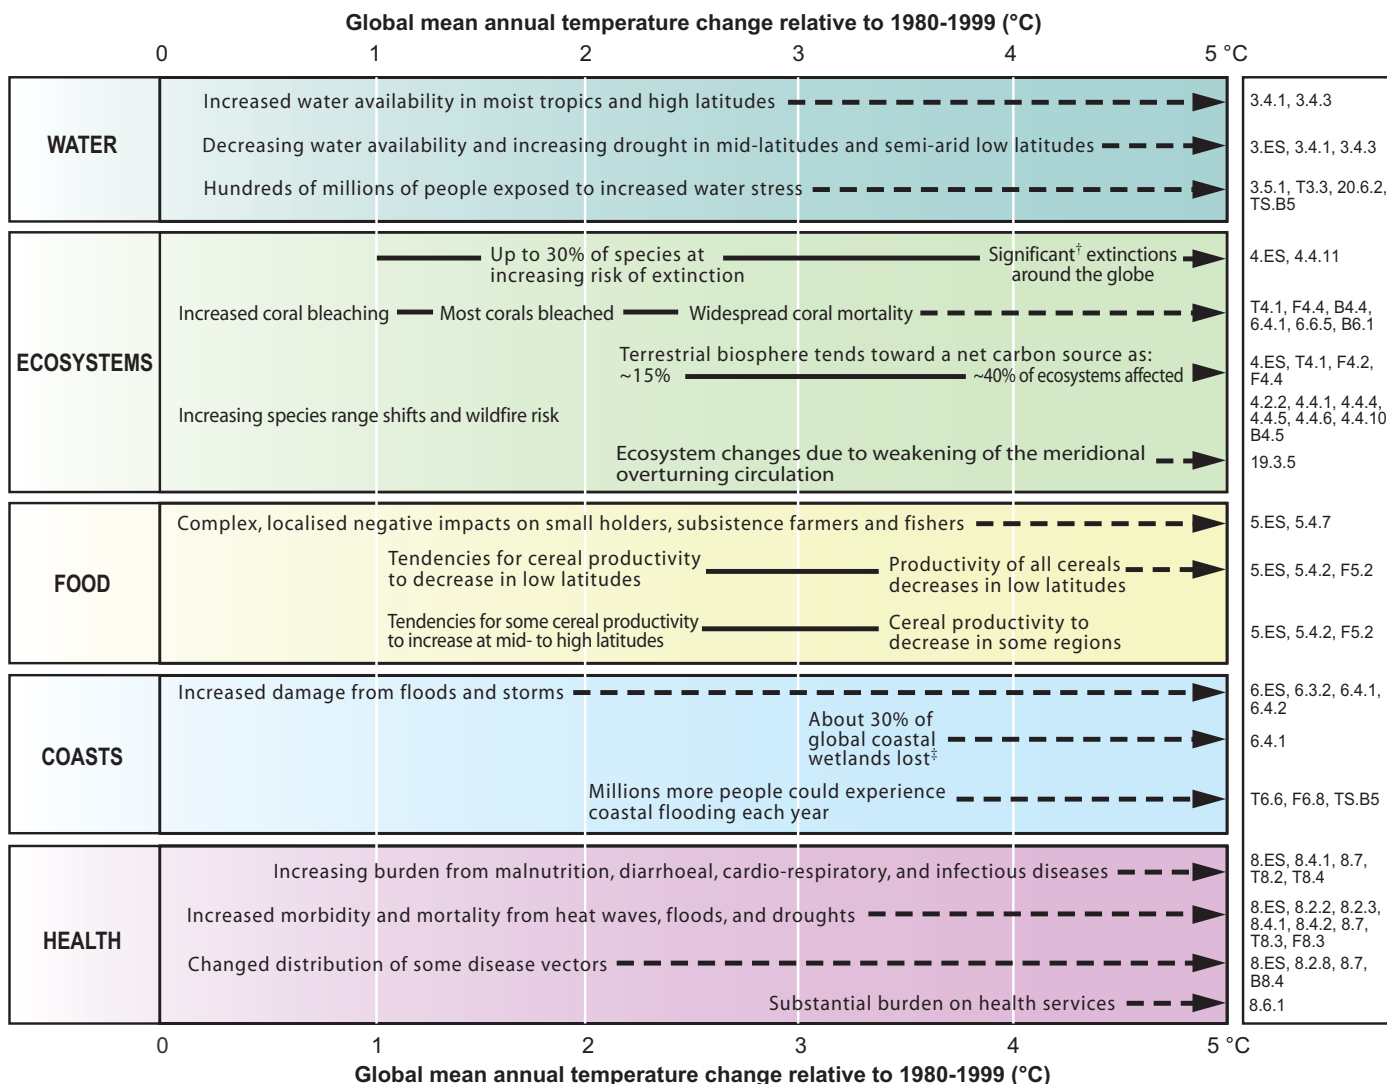 Global mean annual temperature change relative to 1980-1999 (°C)
0 1 2 3 4 5 °C
WATER
Increased water availability in moist tropics and high latitudes
3.4.1, 3.4.3
Decreasing water availability and increasing drought in mid-latitudes and semi-arid low latitudes
3.ES, 3.4.1, 3.4.3
Hundreds of millions of people exposed to increased water stress
3.5.1, T3.3, 20.6.2,
TS.B5
ECOSYSTEMS
Up to 30% of species at
increasing risk of extinction
Significant† extinctions
around the globe
4.ES, 4.4.11
Increased coral bleaching
Most corals bleached
Widespread coral mortality
T4.1, F4.4, B4.4,
6.4.1, 6.6.5, B6.1
Terrestrial biosphere tends toward a net carbon source as:
~15%
~40% of ecosystems affected
4.ES, T4.1, F4.2,
F4.4
Increasing species range shifts and wildfire risk
4.2.2, 4.4.1, 4.4.4,
4.4.5, 4.4.6, 4.4.10,
B4.5
Ecosystem changes due to weakening of the meridional
overturning circulation
19.3.5
FOOD
Complex, localised negative impacts on small holders, subsistence farmers and fishers
5.ES, 5.4.7
Tendencies for cereal productivity
to decrease in low latitudes
Productivity of all cereals
decreases in low latitudes
5.ES, 5.4.2, F5.2
Tendencies for some cereal productivity
to increase at mid- to high latitudes
Cereal productivity to
decrease in some regions
5.ES, 5.4.2, F5.2
COASTS
Increased damage from floods and storms
6.ES, 6.3.2, 6.4.1,
6.4.2
About 30% of
global coastal
wetlands lost‡
6.4.1
Millions more people could experience
coastal flooding each year
T6.6, F6.8, TS.B5
HEALTH
Increasing burden from malnutrition, diarrhoeal, cardio-respiratory, and infectious diseases
8.ES, 8.4.1, 8.7,
T8.2, T8.4
Increased morbidity and mortality from heat waves, floods, and droughts
8.ES, 8.2.2, 8.2.3,
8.4.1, 8.4.2, 8.7,
T8.3, F8.3
Changed distribution of some disease vectors
8.ES, 8.2.8, 8.7,
B8.4
Substantial burden on health services
8.6.1
0 1 2 3 4 5 °C
Global mean annual temperature change relative to 1980-1999 (°C)